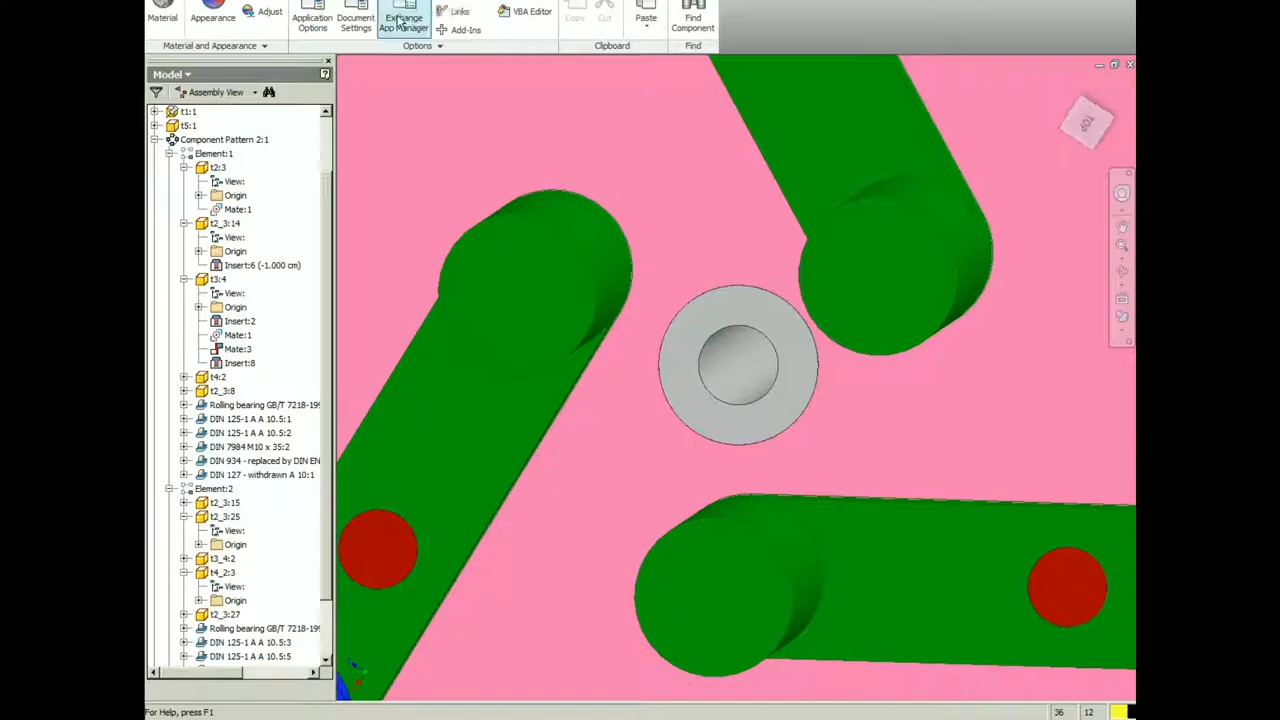 Material
Appearance
Adjust
Application
Options
Document
Settings
Exchange
App Manager
Links
Add-Ins
VBA Editor
Copy
Cut
Paste
Find
Component
Material and Appearance
Options
Clipboard
Find
Model
Assembly View
t1:1
t5:1
Component Pattern 2:1
Element:1
t2:3
View:
Origin
Mate:1
t2_3:14
View:
Origin
Insert:6 (-1.000 cm)
t3:4
View:
Origin
Insert:2
Mate:1
Mate:3
Insert:8
t4:2
t2_3:8
Rolling bearing GB/T 7218-199
DIN 125-1 A A 10.5:1
DIN 125-1 A A 10.5:2
DIN 7984 M10 x 35:2
DIN 934 - replaced by DIN EN
DIN 127 - withdrawn A 10:1
Element:2
t2_3:15
t2_3:25
View:
Origin
t3_4:2
t4_2:3
View:
Origin
t2_3:27
Rolling bearing GB/T 7218-199
DIN 125-1 A A 10.5:3
DIN 125-1 A A 10.5:5
TOP
For Help, press F1
36
12